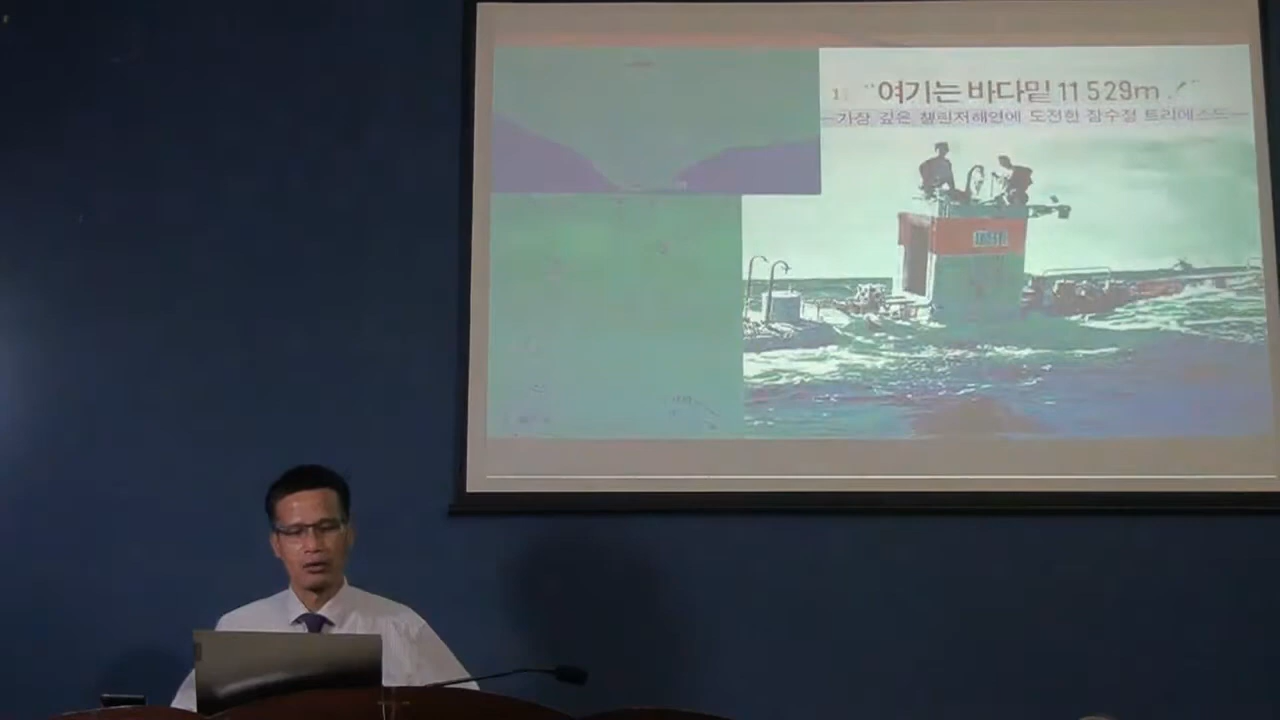 "여기는 바다밑 11 529m!"
—가장 깊은 챌린저해연에 도전한 잠수정 트리에스드—